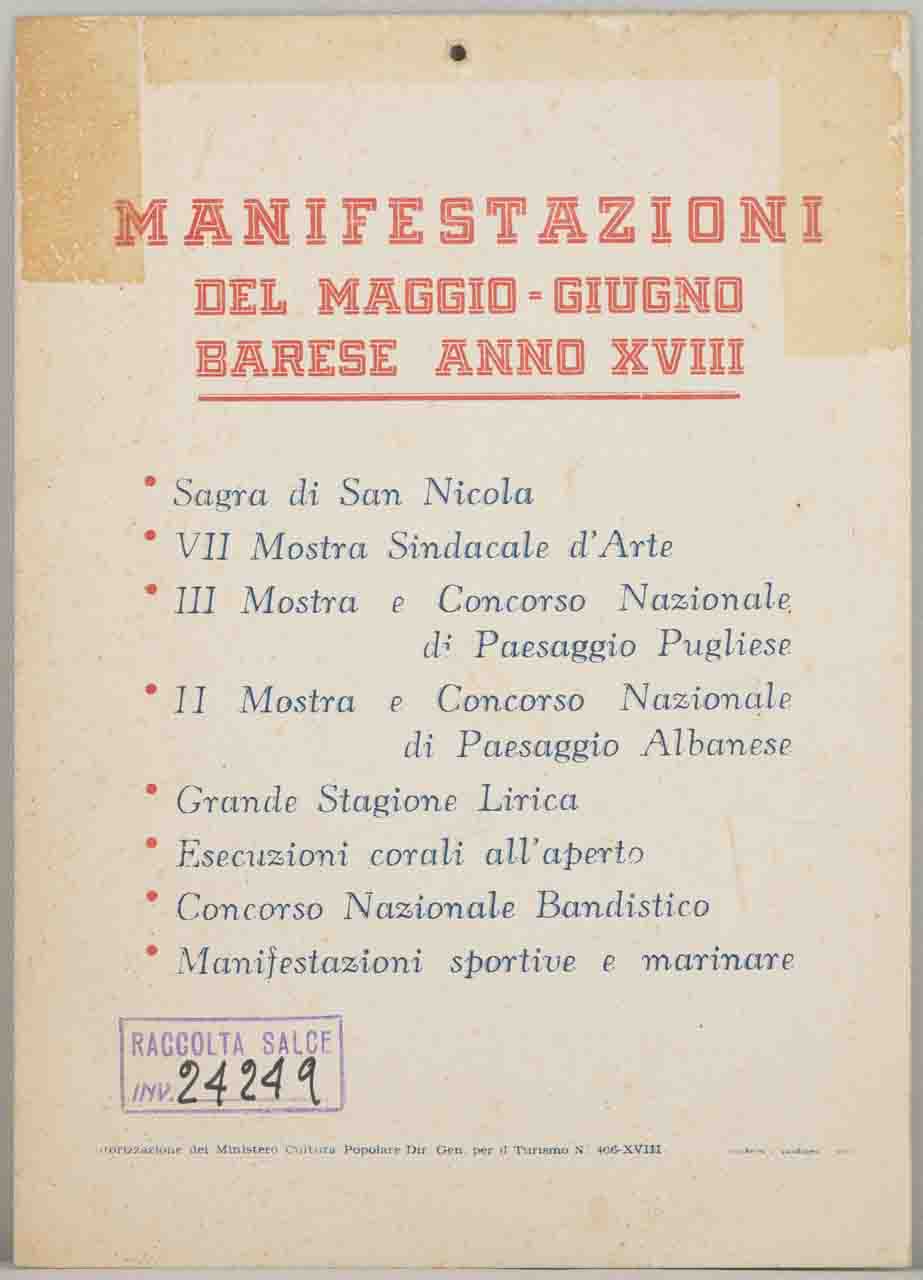 MANIFESTAZIONI
DEL MAGGIO - GIUGNO
BARESE ANNO XVIII
• Sagra di San Nicola
• VII Mostra Sindacale d'Arte
• III Mostra e Concorso Nazionale
di Paesaggio Pugliese
• II Mostra e Concorso Nazionale
di Paesaggio Albanese
• Grande Stagione Lirica
• Esecuzioni corali all'aperto
• Concorso Nazionale Bandistico
• Manifestazioni sportive e marinare
RACCOLTA SALCE
INV. 24249
torizzazione del Ministero Cultura Popolare Dir. Gen. per il Turismo N. 406-XVIII